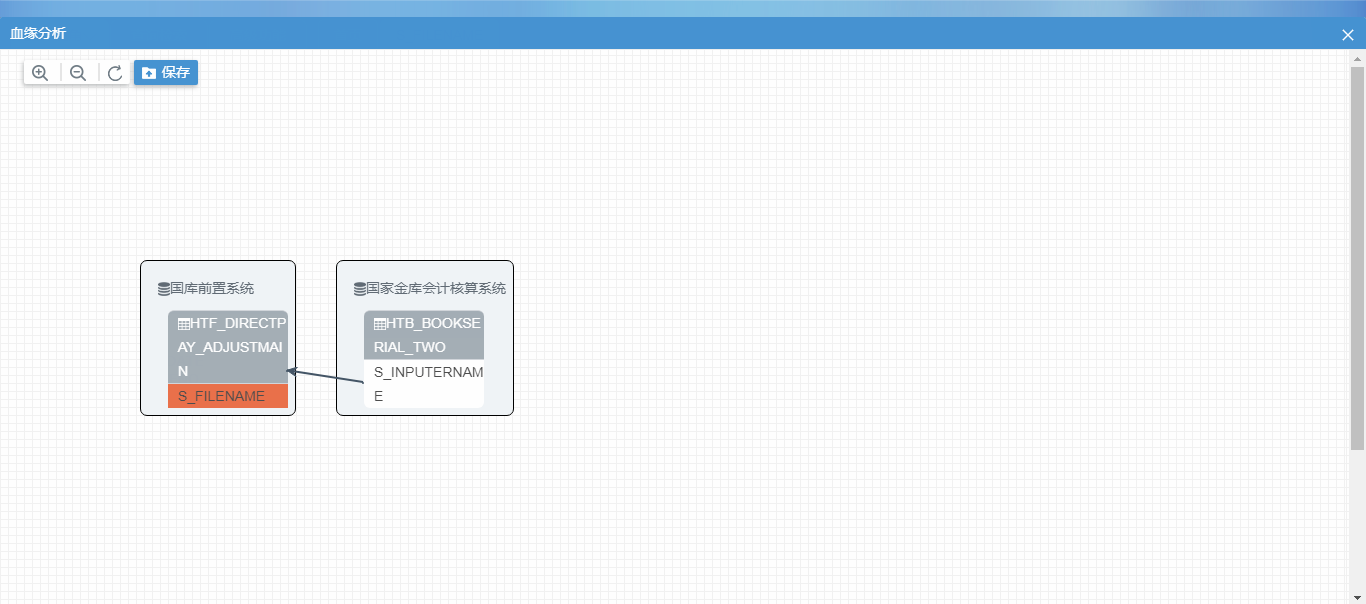 血缘分析
保存
国库前置系统
HTF_DIRECTP
AY_ADJUSTMAI
N
S_FILENAME
国家金库会计核算系统
HTB_BOOKSE
RIAL_TWO
S_INPUTERNAM
E